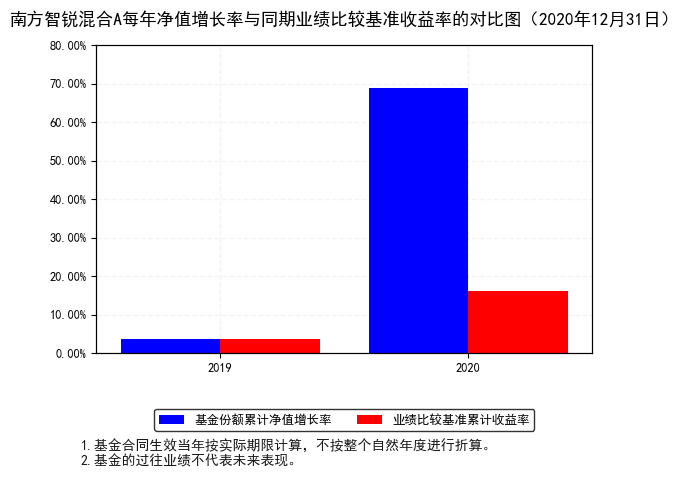 南方智锐混合A每年净值增长率与同期业绩比较基准收益率的对比图（2020年12月31日）
80.00%
70.00%
60.00%
50.00%
40.00%
30.00%
20.00%
10.00%
0.00%
2019 2020
基金份额累计净值增长率 业绩比较基准累计收益率
1.基金合同生效当年按实际期限计算，不按整个自然年度进行折算。
2.基金的过往业绩不代表未来表现。